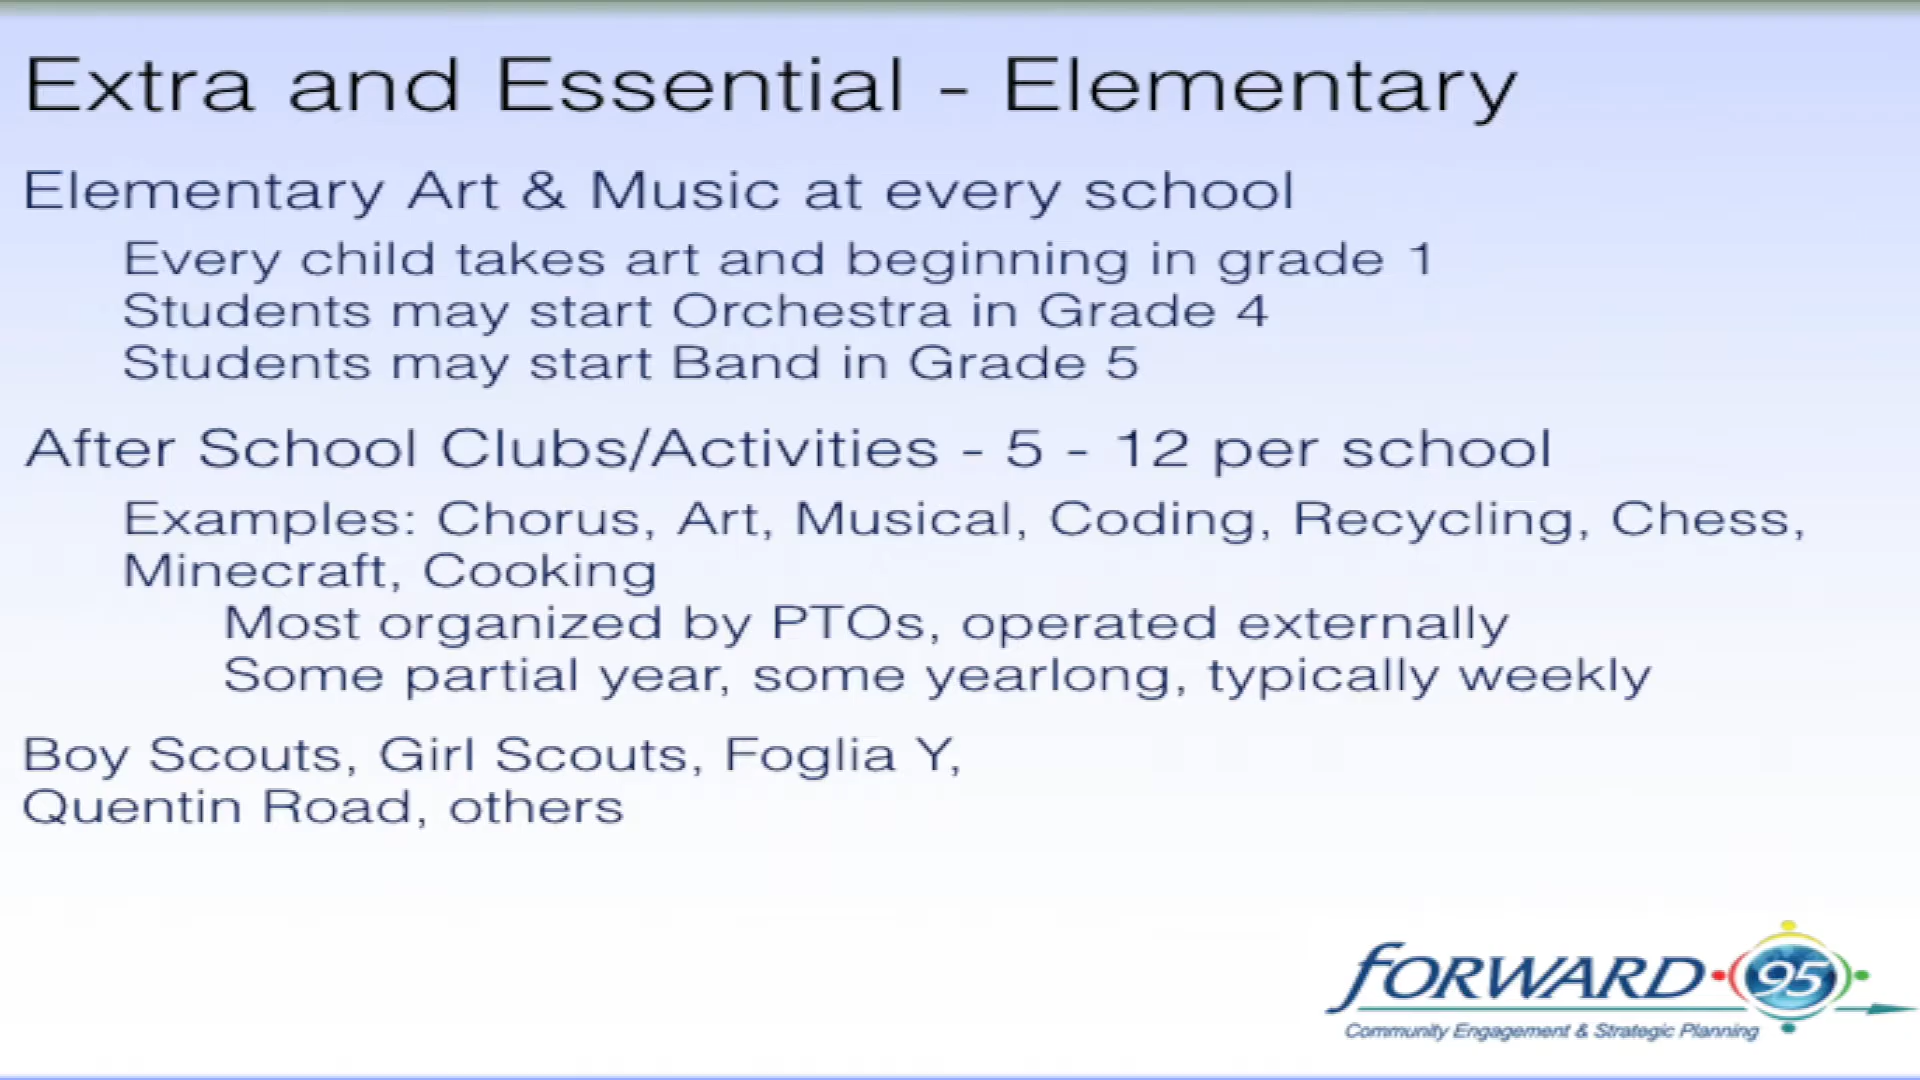 Extra and Essential - Elementary
Elementary Art & Music at every school
Every child takes art and beginning in grade 1
Students may start Orchestra in Grade 4
Students may start Band in Grade 5
After School Clubs/Activities - 5 - 12 per school
Examples: Chorus, Art, Musical, Coding, Recycling, Chess,
Minecraft, Cooking
Most organized by PTOs, operated externally
Some partial year, some yearlong, typically weekly
Boy Scouts, Girl Scouts, Foglia Y,
Quentin Road, others
FORWARD 95
Community Engagement & Strategic Planning